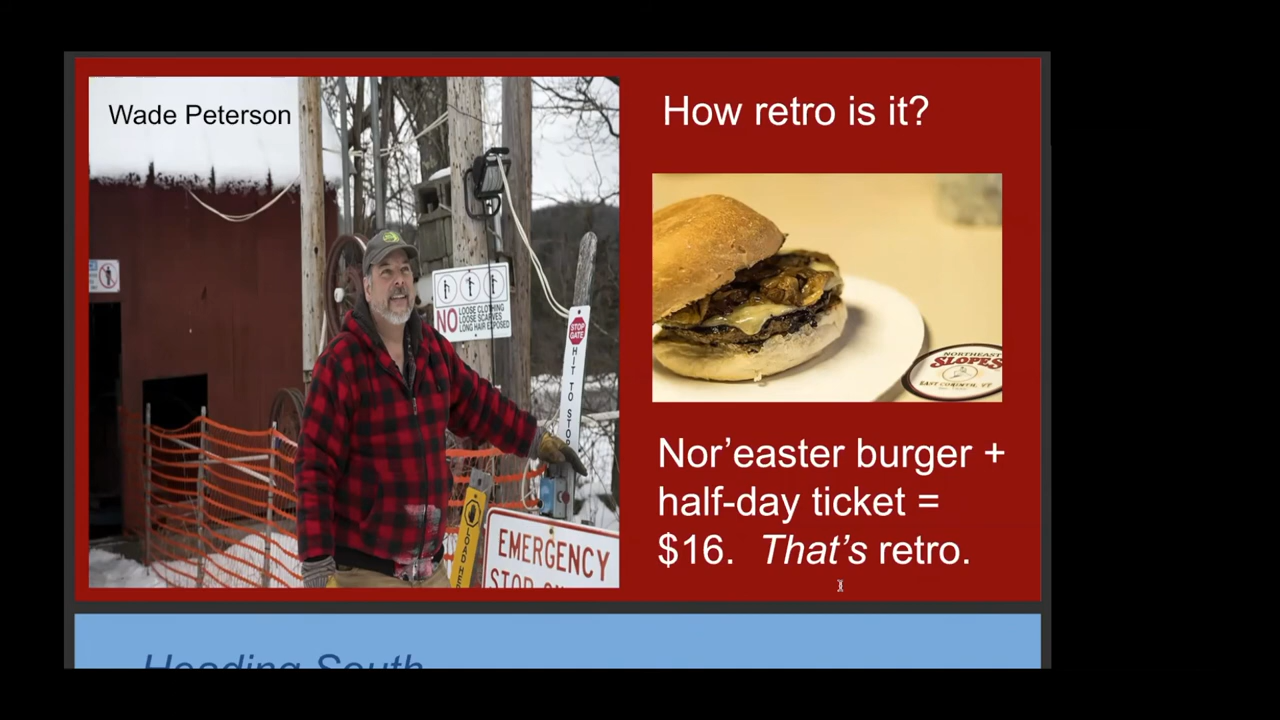 Wade Peterson
How retro is it?
NO
LOOSE CLOTHING
LOOSE SCARVES
LONG HAIR EXPOSED
STOP
GATE
HIT TO STOP
NORTHEAST
SLOPES
EAST CORINTH, VT
Nor’easter burger +
half-day ticket =
$16. That’s retro.
EMERGENCY
Heading South